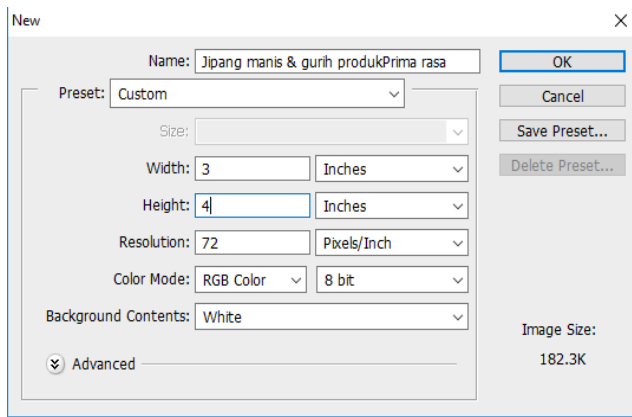 New
Name: Jipang manis & gurih produkPrima rasa
OK
Preset: Custom
Cancel
Size:
Save Preset...
Width: 3 Inches
Delete Preset...
Height: 4 Inches
Resolution: 72 Pixels/Inch
Color Mode: RGB Color 8 bit
Background Contents: White
Image Size:
Advanced
182.3K